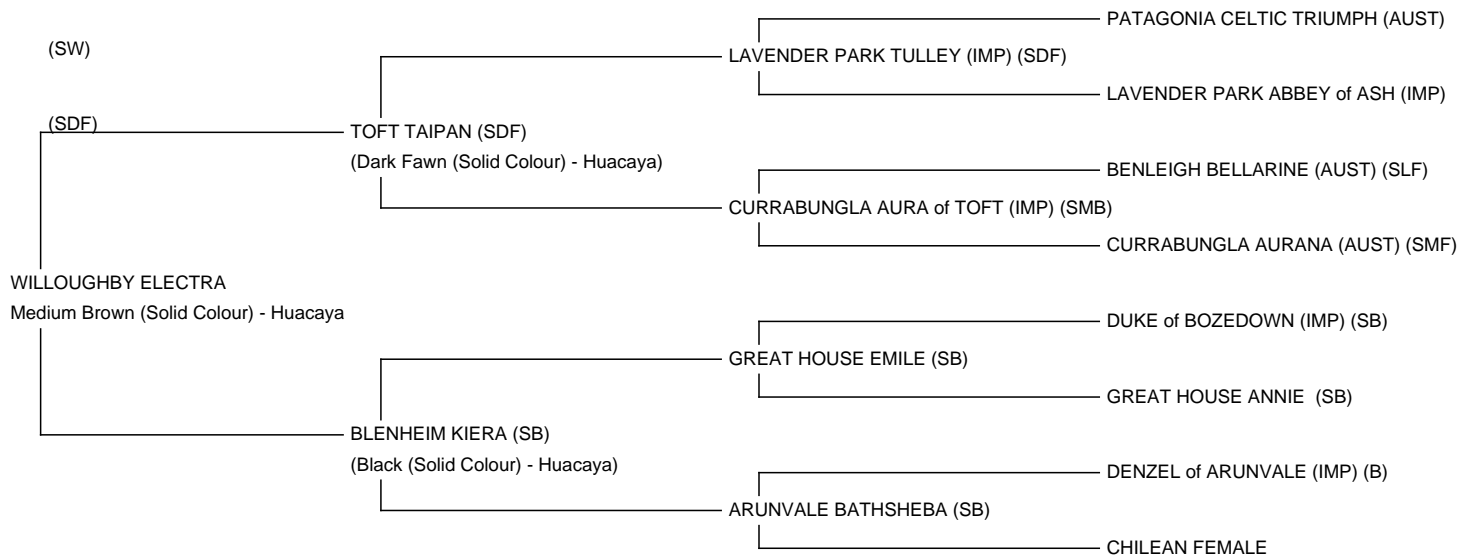 PATAGONIA CELTIC TRIUMPH (AUST)
(SW)
LAVENDER PARK TULLEY (IMP) (SDF)
LAVENDER PARK ABBEY of ASH (IMP)
(SDF)
TOFT TAIPAN (SDF)
(Dark Fawn (Solid Colour) - Huacaya)
BENLEIGH BELLARINE (AUST) (SLF)
CURRABUNGLA AURA of TOFT (IMP) (SMB)
CURRABUNGLA AURANA (AUST) (SMF)
WILLOUGHBY ELECTRA
Medium Brown (Solid Colour) - Huacaya
DUKE of BOZEDOWN (IMP) (SB)
GREAT HOUSE EMILE (SB)
GREAT HOUSE ANNIE (SB)
BLENHEIM KIERA (SB)
(Black (Solid Colour) - Huacaya)
DENZEL of ARUNVALE (IMP) (B)
ARUNVALE BATHSHEBA (SB)
CHILEAN FEMALE